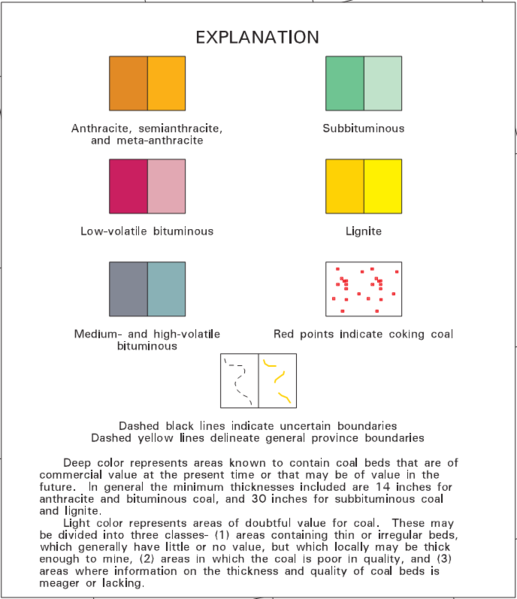 EXPLANATION
Anthracite, semianthracite,
and meta-anthracite
Subbituminous
Low-volatile bituminous
Lignite
Medium- and high-volatile
bituminous
Red points indicate coking coal
Dashed black lines indicate uncertain boundaries
Dashed yellow lines delineate general province boundaries
Deep color represents areas known to contain coal beds that are of
commercial value at the present time or that may be of value in the
future. In general the minimum thicknesses included are 14 inches for
anthracite and bituminous coal, and 30 inches for subbituminous coal
and lignite.
Light color represents areas of doubtful value for coal. These may
be divided into three classes- (1) areas containing thin or irregular beds,
which generally have little or no value, but which locally may be thick
enough to mine, (2) areas in which the coal is poor in quality, and (3)
areas where information on the thickness and quality of coal beds is
meager or lacking.